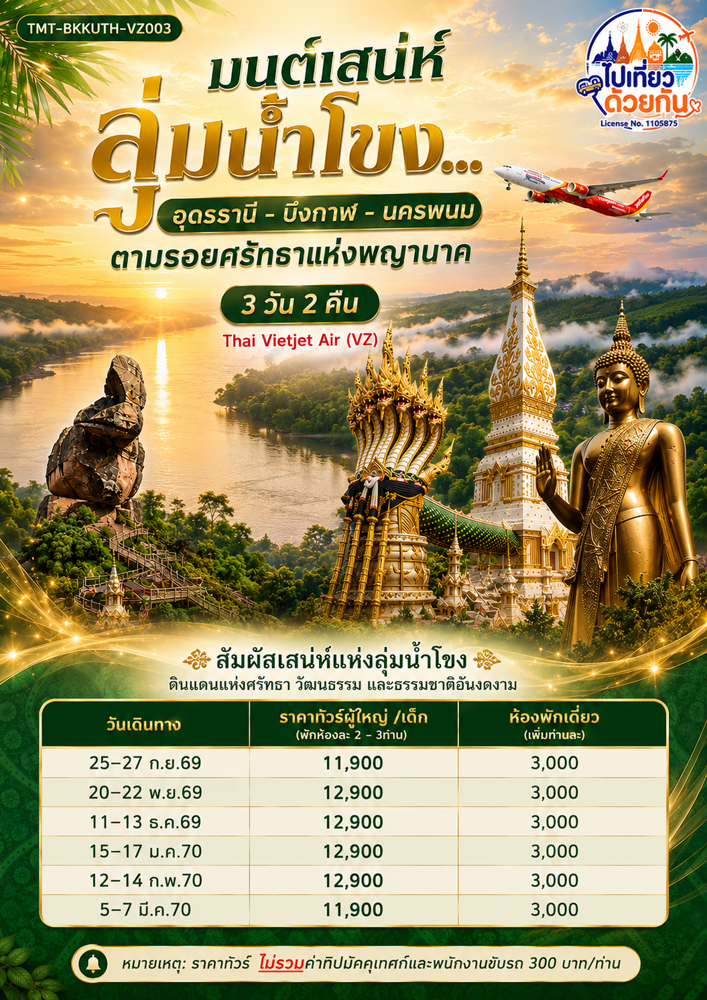 TMT-BKKUTH-VZ003
ไปเที่ยว
ด้วยกัน
License No. 1105875
มนต์เสน่ห์
ลุ่มน้ำโขง...
อุดรธานี - บึงกาฬ - นครพนม
ตามรอยศรัทธาแห่งพญานาค
3 วัน 2 คืน
Thai Vietjet Air (VZ)
สัมผัสเสน่ห์แห่งลุ่มน้ำโขง
ดินแดนแห่งศรัทธา วัฒนธรรม และธรรมชาติอันงดงาม
วันเดินทาง ราคาทัวร์ผู้ใหญ่ /เด็ก ห้องพักเดี่ยว
(พักห้องละ 2 - 3ท่าน) (เพิ่มท่านละ)
25–27 ก.ย.69 11,900 3,000
20–22 พ.ย.69 12,900 3,000
11–13 ธ.ค.69 12,900 3,000
15–17 ม.ค.70 12,900 3,000
12–14 ก.พ.70 12,900 3,000
5–7 มี.ค.70 11,900 3,000
หมายเหตุ: ราคาทัวร์ ไม่รวมค่าทิปมัคคุเทศก์และพนักงานขับรถ 300 บาท/ท่าน